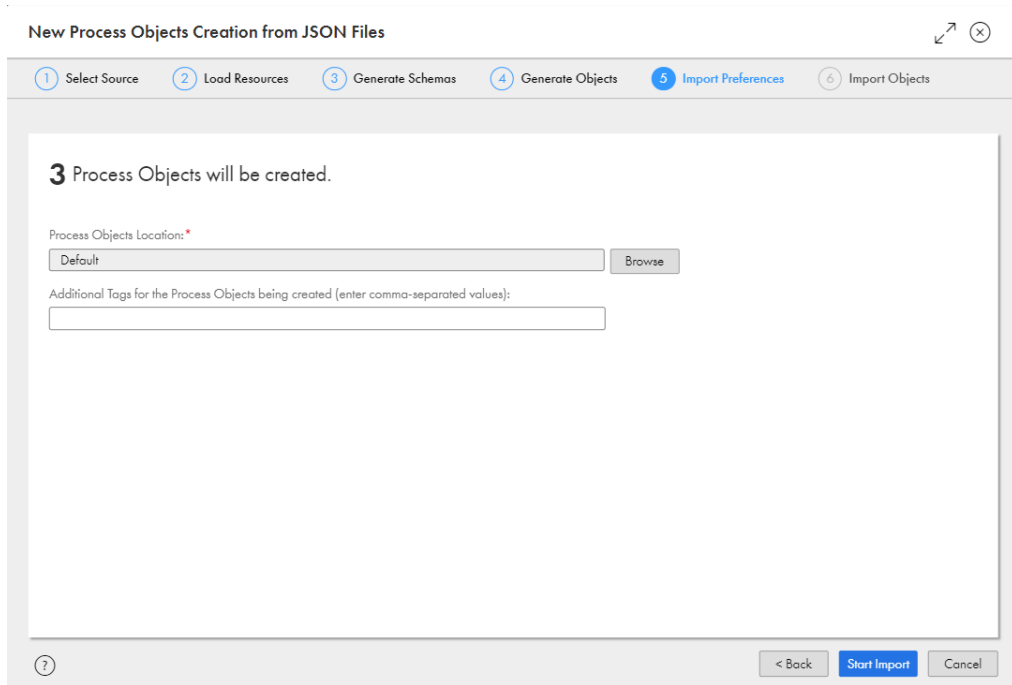 New Process Objects Creation from JSON Files
1 Select Source 2 Load Resources 3 Generate Schemas 4 Generate Objects 5 Import Preferences 6 Import Objects
3 Process Objects will be created.
Process Objects Location:*
Default Browse
Additional Tags for the Process Objects being created (enter comma-separated values):
? < Back Start Import Cancel